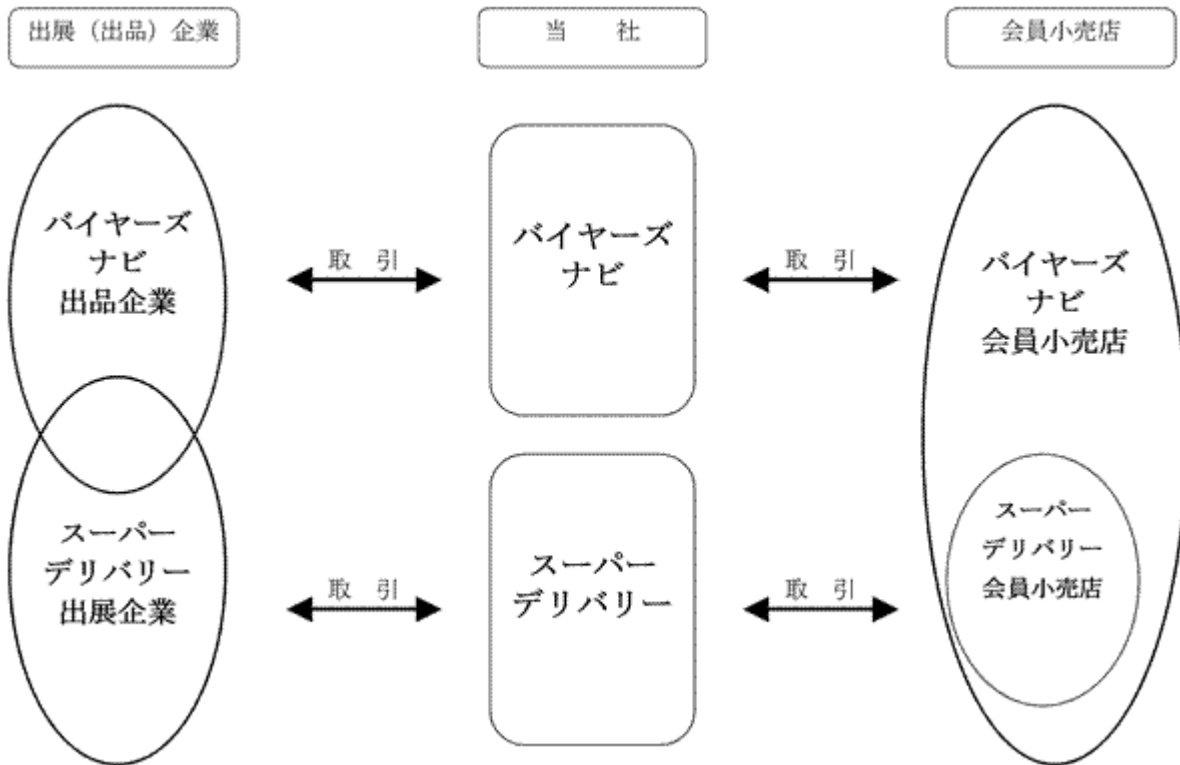 出展（出品）企業
当　　社
会員小売店
バイヤーズ
ナビ
出品企業
取　引
バイヤーズ
ナビ
取　引
バイヤーズ
ナビ
会員小売店
スーパー
デリバリー
出展企業
取　引
スーパー
デリバリー
取　引
スーパー
デリバリー
会員小売店